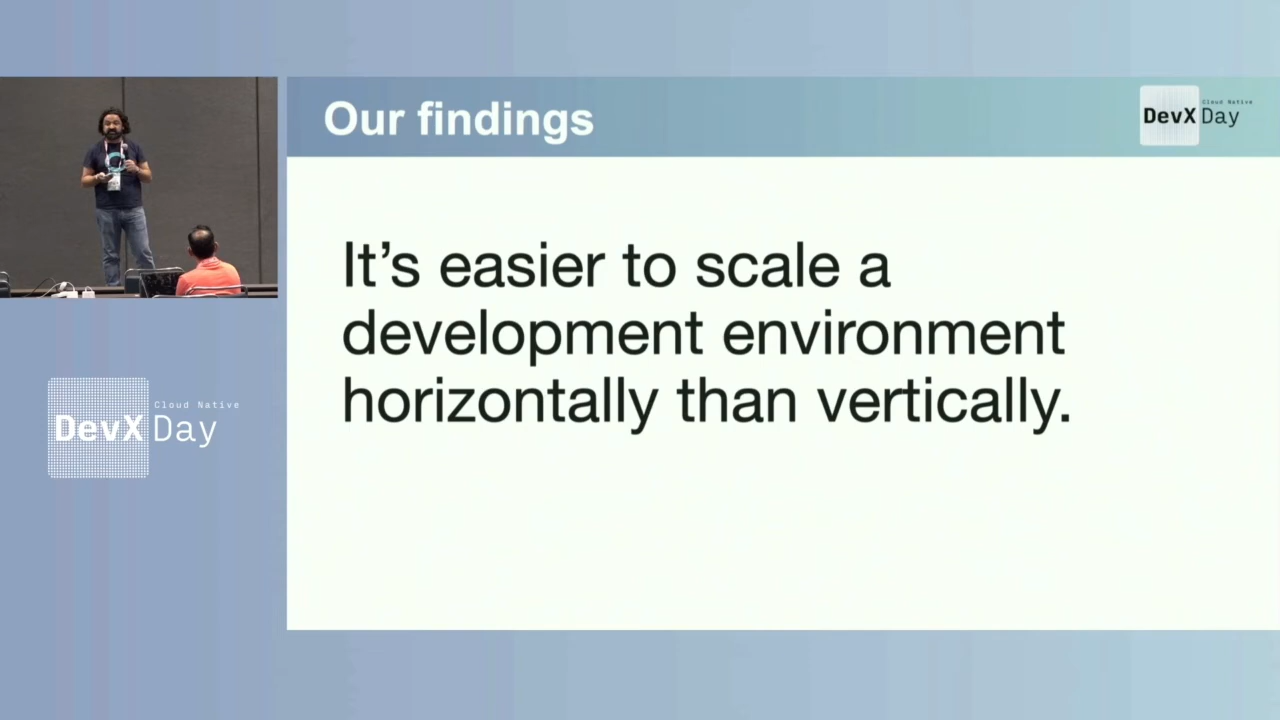 Our findings
Cloud Native
DevX Day
It's easier to scale a
development environment
horizontally than vertically.
Cloud Native
DevX Day